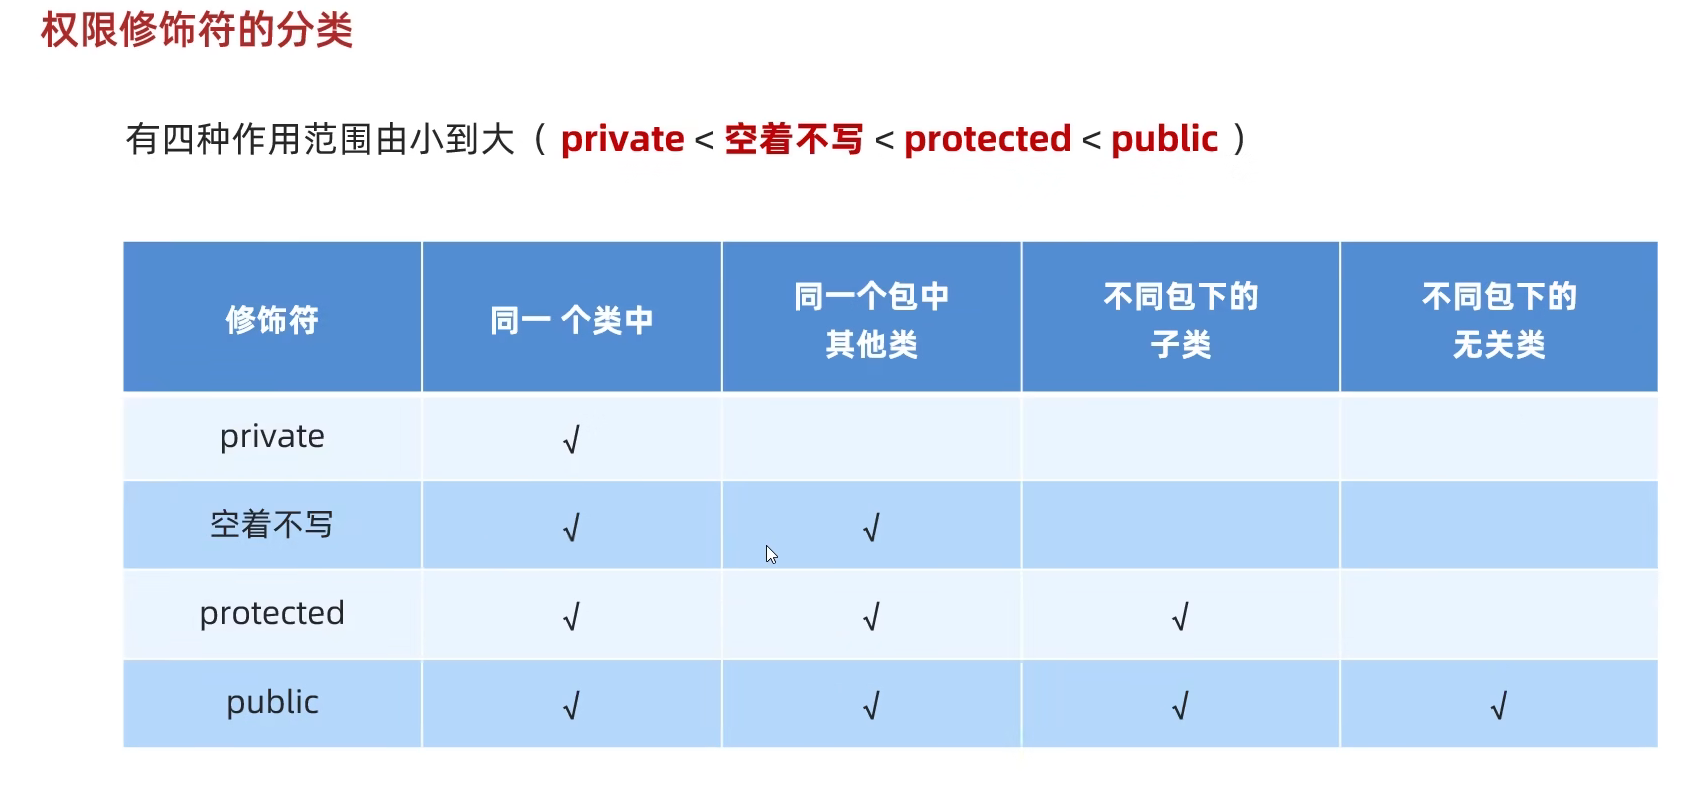 权限修饰符的分类
有四种作用范围由小到大（ private < 空着不写 < protected < public ）
修饰符 同一 个类中 同一个包中其他类 不同包下的子类 不同包下的无关类
private √
空着不写 √ √
protected √ √ √
public √ √ √ √